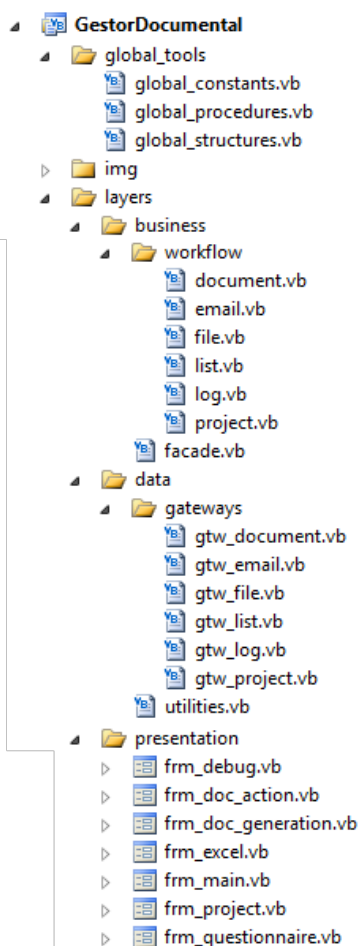 GestorDocumental
global_tools
global_constants.vb
global_procedures.vb
global_structures.vb
img
layers
business
workflow
document.vb
email.vb
file.vb
list.vb
log.vb
project.vb
facade.vb
data
gateways
gtw_document.vb
gtw_email.vb
gtw_file.vb
gtw_list.vb
gtw_log.vb
gtw_project.vb
utilities.vb
presentation
frm_debug.vb
frm_doc_action.vb
frm_doc_generation.vb
frm_excel.vb
frm_main.vb
frm_project.vb
frm_questionnaire.vb